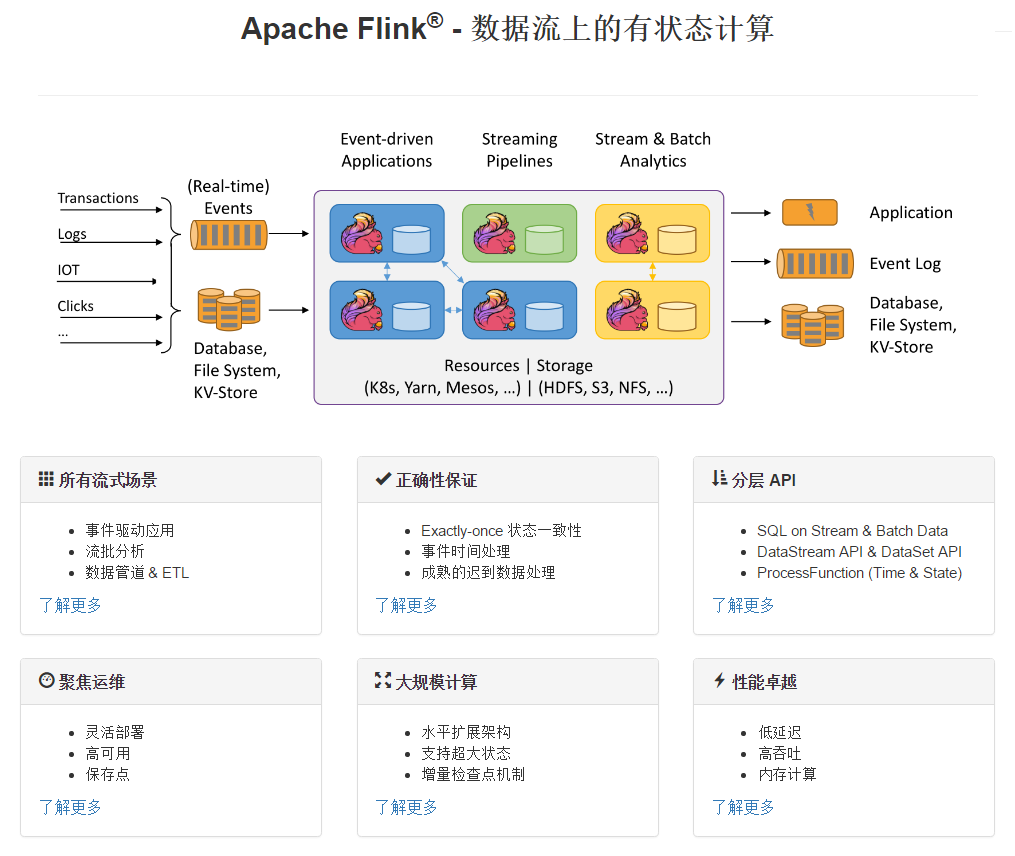 Apache Flink® - 数据流上的有状态计算
Event-driven
Applications
Streaming
Pipelines
Stream & Batch
Analytics
Transactions
Logs
IOT
Clicks
...
(Real-time)
Events
Database,
File System,
KV-Store
Resources | Storage
(K8s, Yarn, Mesos, ...) | (HDFS, S3, NFS, ...)
Application
Event Log
Database,
File System,
KV-Store
所有流式场景
事件驱动应用
流批分析
数据管道 & ETL
了解更多
正确性保证
Exactly-once 状态一致性
事件时间处理
成熟的迟到数据处理
了解更多
分层 API
SQL on Stream & Batch Data
DataStream API & DataSet API
ProcessFunction (Time & State)
了解更多
聚焦运维
灵活部署
高可用
保存点
了解更多
大规模计算
水平扩展架构
支持超大状态
增量检查点机制
了解更多
性能卓越
低延迟
高吞吐
内存计算
了解更多